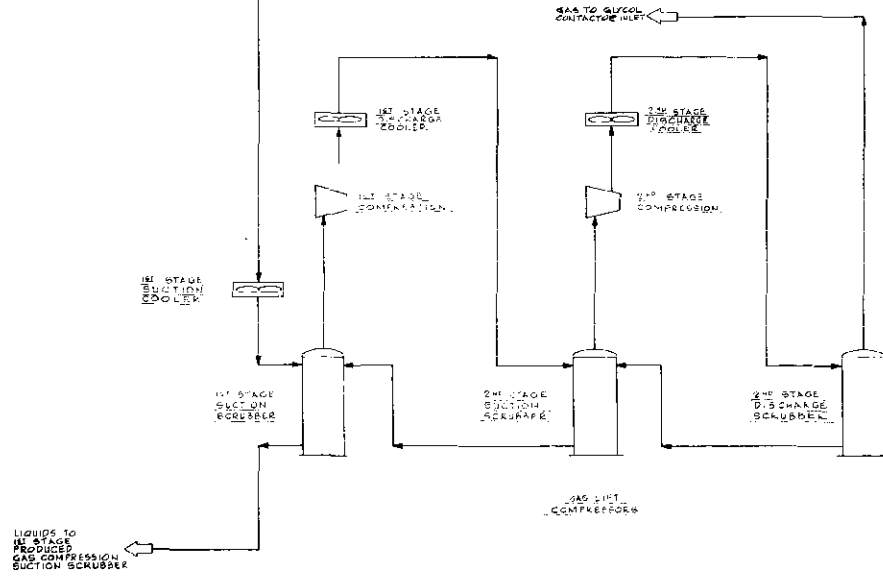 GAS TO GLYCOL
CONTACTOR INLET
1ST STAGE
DISCHARGE
COOLER
2ND STAGE
DISCHARGE
COOLER
1ST STAGE
COMPRESSION
2ND STAGE
COMPRESSION
1ST STAGE
SUCTION
COOLER
1ST STAGE
SUCTION
SCRUBBER
2ND STAGE
SUCTION
SCRUBBER
2ND STAGE
DISCHARGE
SCRUBBER
GAS LIFT
COMPRESSORS
LIQUIDS TO
1ST STAGE
PRODUCED
GAS COMPRESSION
SUCTION SCRUBBER